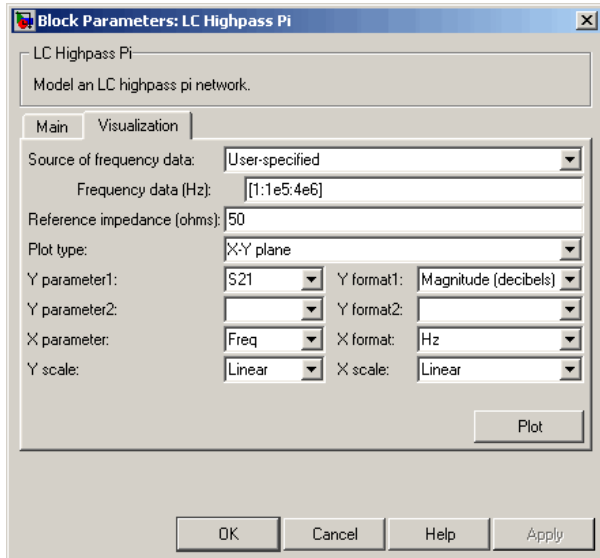 Block Parameters: LC Highpass Pi
LC Highpass Pi
Model an LC highpass pi network.
Main Visualization
Source of frequency data: User-specified
Frequency data (Hz): [1:1e5:4e6]
Reference impedance (ohms): 50
Plot type: X-Y plane
Y parameter1: S21 Y format1: Magnitude (decibels)
Y parameter2: Y format2:
X parameter: Freq X format: Hz
Y scale: Linear X scale: Linear
Plot
OK Cancel Help Apply